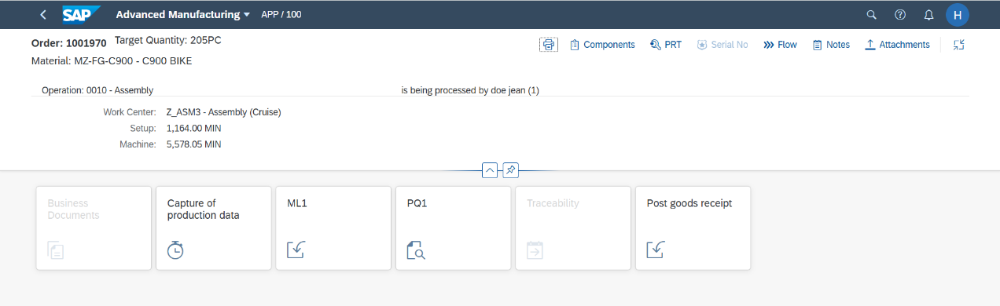 SAP Advanced Manufacturing APP / 100 H
Order: 1001970 Target Quantity: 205PC
Components PRT Serial No Flow Notes Attachments
Material: MZ-FG-C900 - C900 BIKE
Operation: 0010 - Assembly is being processed by doe jean (1)
Work Center: Z_ASM3 - Assembly (Cruise)
Setup: 1,164.00 MIN
Machine: 5,578.05 MIN
Business
Documents
Capture of
production data
ML1
PQ1
Traceability
Post goods receipt